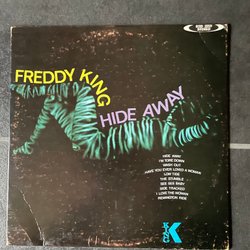 FREDDY KING
HIDE AWAY
HIDE AWAY
I'M TORE DOWN
WASH OUT
HAVE YOU EVER LOVED A WOMAN
LOW TIDE
THE STUMBLE
SEE SEE BABY
SIDE TRACKED
I LOVE THE WOMAN
REMINGTON RIDE
KING
K